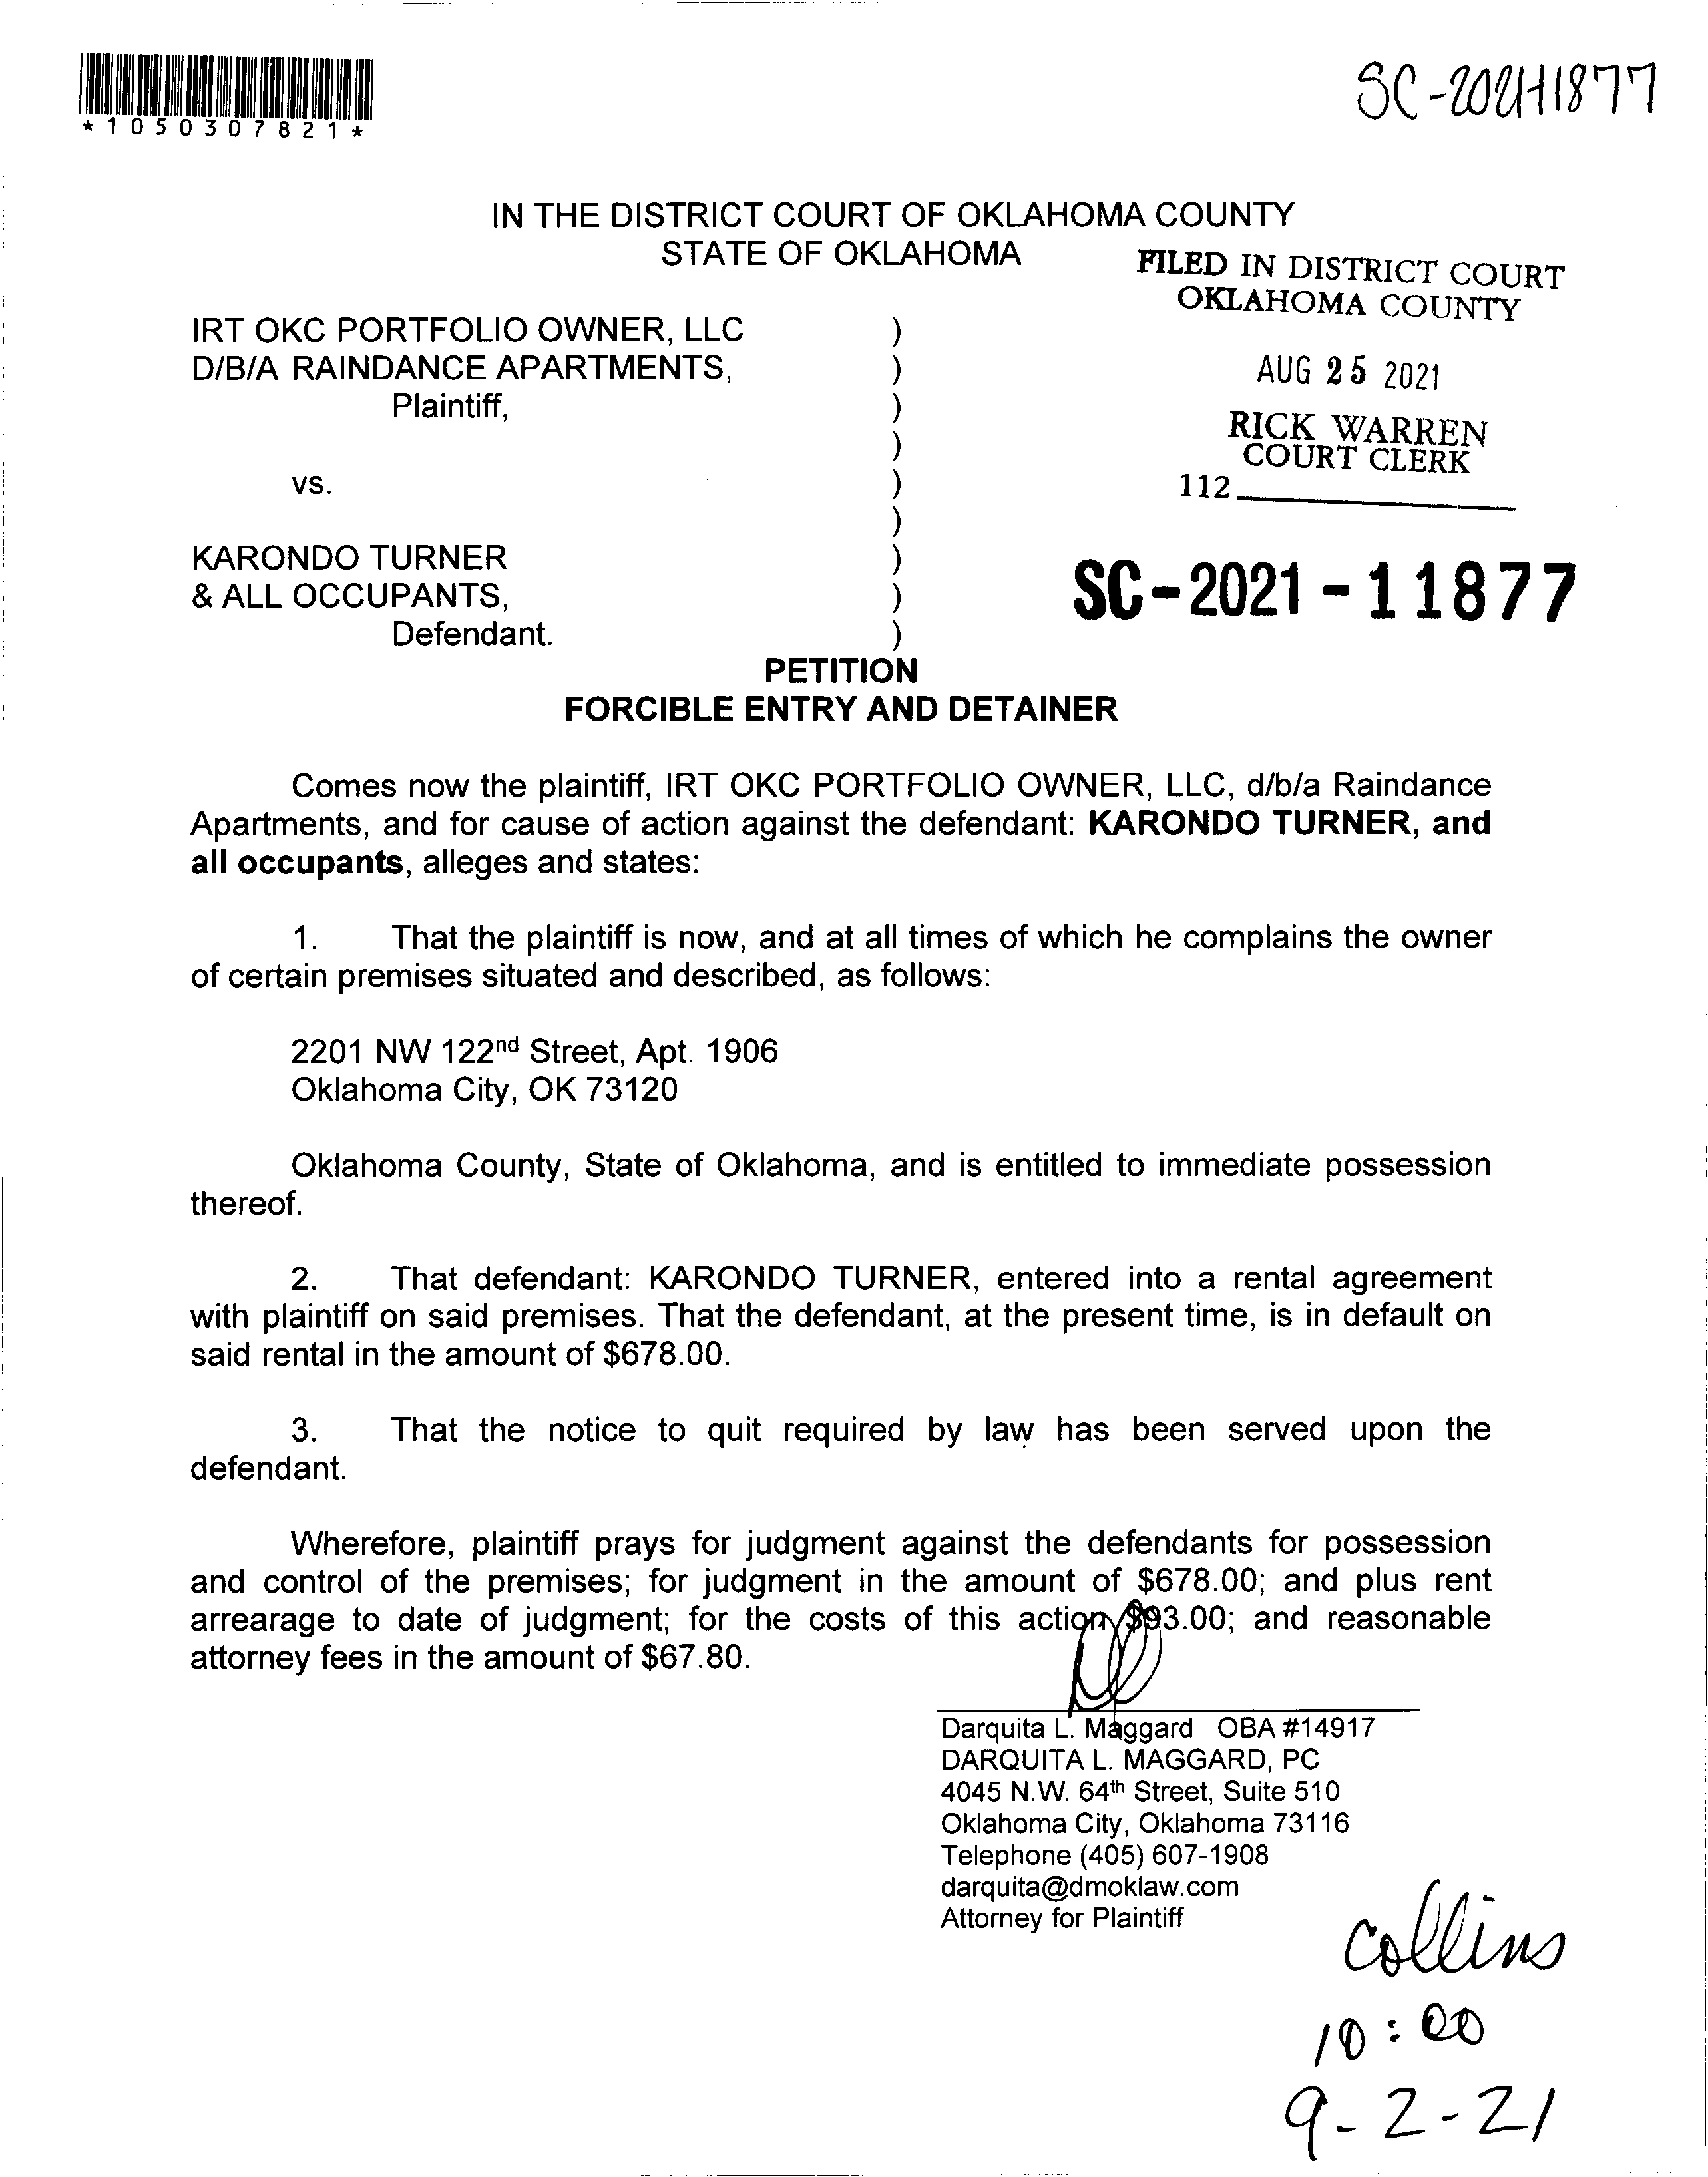 *1050307821*
SC-2021-11877
IN THE DISTRICT COURT OF OKLAHOMA COUNTY
STATE OF OKLAHOMA
FILED IN DISTRICT COURT
OKLAHOMA COUNTY
AUG 25 2021
RICK WARREN
COURT CLERK
112
IRT OKC PORTFOLIO OWNER, LLC )
D/B/A RAINDANCE APARTMENTS, )
Plaintiff, )
)
vs. )
)
KARONDO TURNER )
& ALL OCCUPANTS, )
Defendant. )
SC-2021-11877
PETITION
FORCIBLE ENTRY AND DETAINER
Comes now the plaintiff, IRT OKC PORTFOLIO OWNER, LLC, d/b/a Raindance
Apartments, and for cause of action against the defendant: KARONDO TURNER, and
all occupants, alleges and states:
1. That the plaintiff is now, and at all times of which he complains the owner
of certain premises situated and described, as follows:
2201 NW 122nd Street, Apt. 1906
Oklahoma City, OK 73120
Oklahoma County, State of Oklahoma, and is entitled to immediate possession
thereof.
2. That defendant: KARONDO TURNER, entered into a rental agreement
with plaintiff on said premises. That the defendant, at the present time, is in default on
said rental in the amount of $678.00.
3. That the notice to quit required by law has been served upon the
defendant.
Wherefore, plaintiff prays for judgment against the defendants for possession
and control of the premises; for judgment in the amount of $678.00; and plus rent
arrearage to date of judgment; for the costs of this action $93.00; and reasonable
attorney fees in the amount of $67.80.
Darquita L. Maggard OBA #14917
DARQUITA L. MAGGARD, PC
4045 N.W. 64th Street, Suite 510
Oklahoma City, Oklahoma 73116
Telephone (405) 607-1908
darquita@dmoklaw.com
Attorney for Plaintiff
Collins
10:00
9-2-21